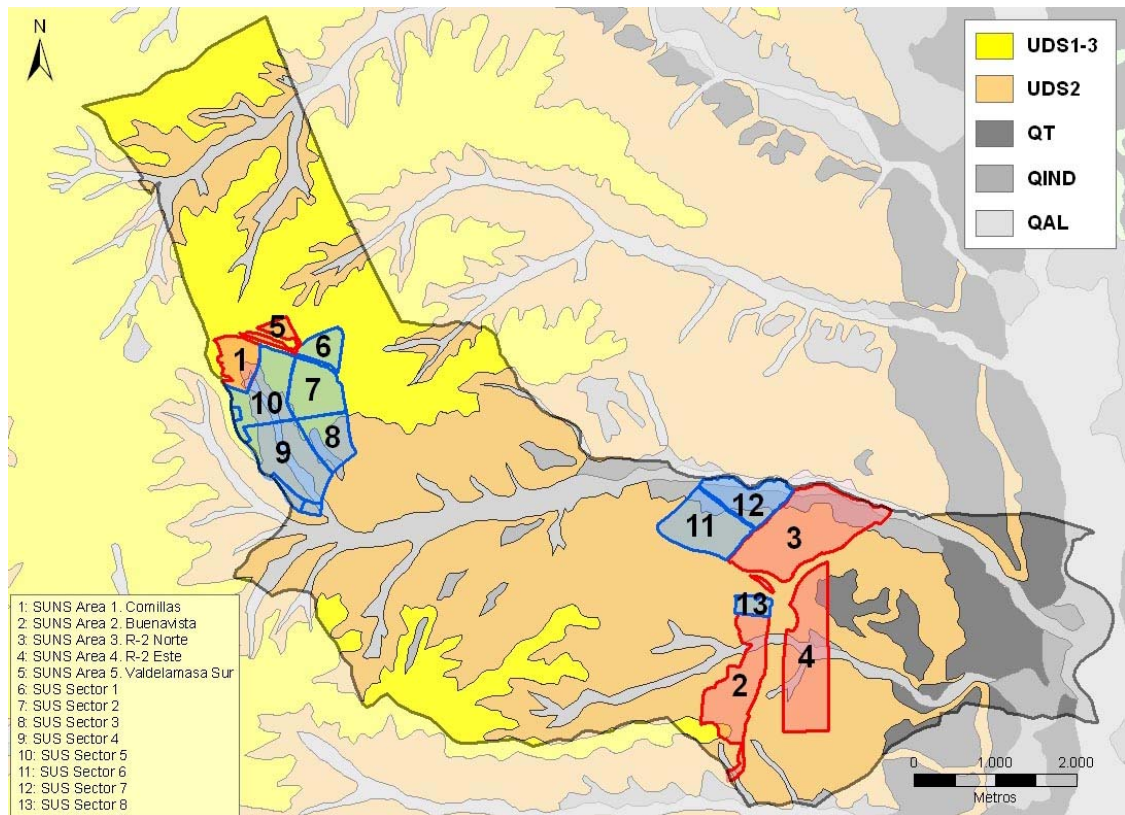 N
UDS1-3
UDS2
QT
QIND
QAL
5
6
1
7
10
8
9
12
11
3
13
4
2
1: SUNS Area 1. Comillas
2: SUNS Area 2. Buenavista
3: SUNS Area 3. R-2 Norte
4: SUNS Area 4. R-2 Este
5: SUNS Area 5. Valdelamasa Sur
6: SUS Sector 1
7: SUS Sector 2
8: SUS Sector 3
9: SUS Sector 4
10: SUS Sector 5
11: SUS Sector 6
12: SUS Sector 7
13: SUS Sector 8
0 1.000 2.000
Metros